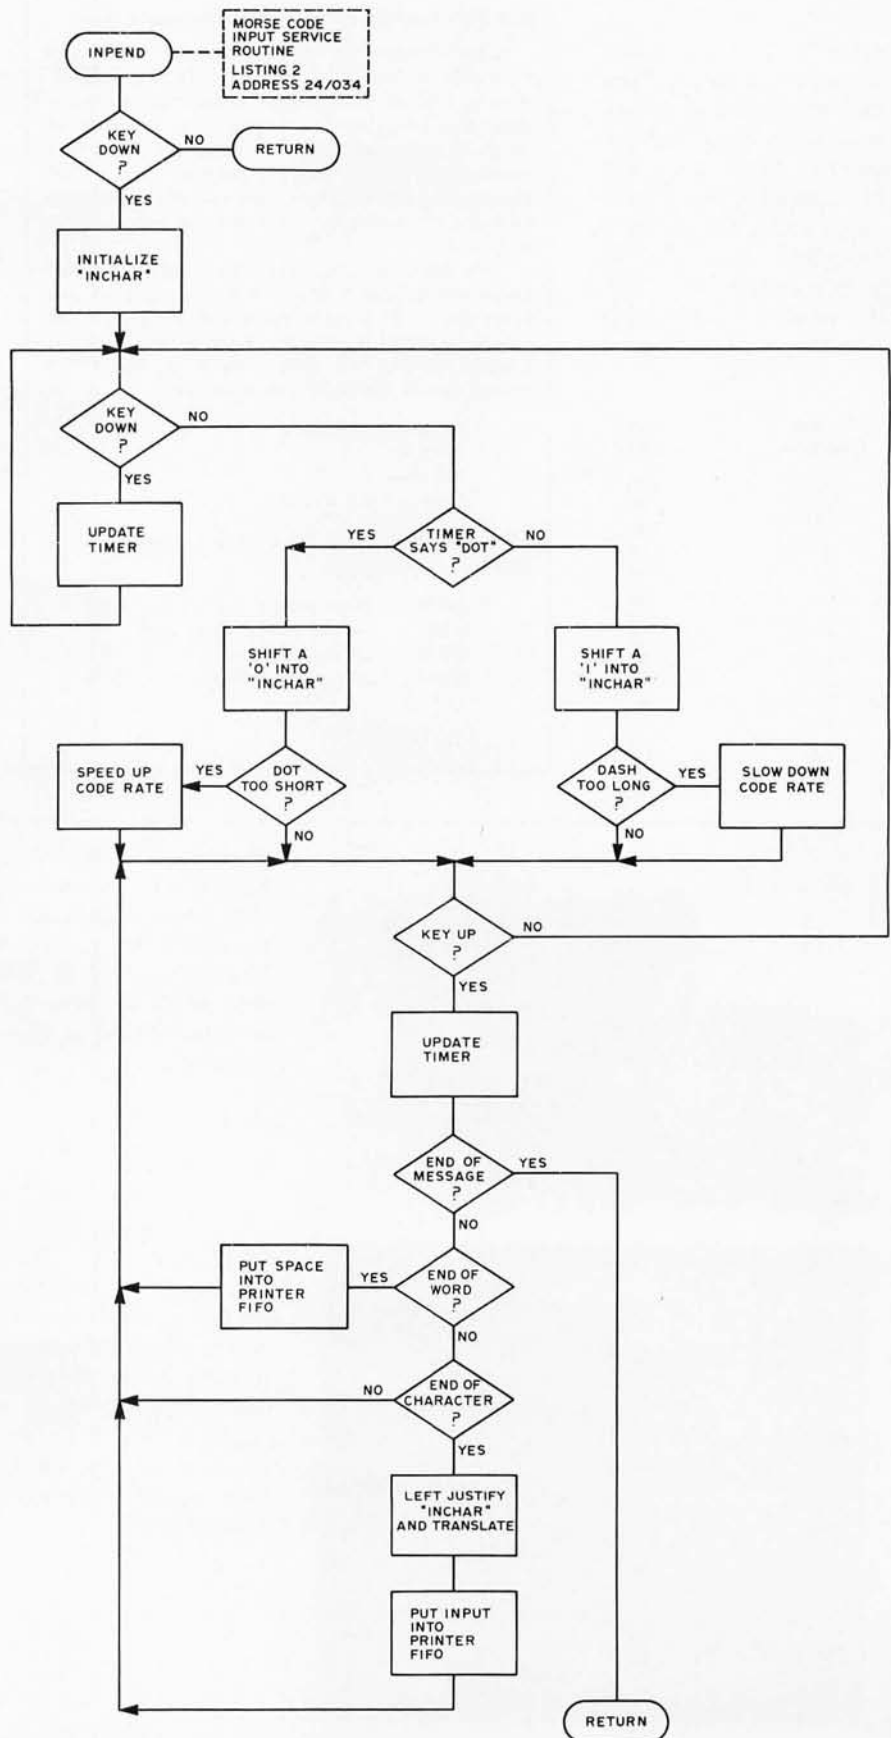 INPEND
MORSE CODE
INPUT SERVICE
ROUTINE
LISTING 2
ADDRESS 24/034
KEY
DOWN
?
NO
RETURN
YES
INITIALIZE
"INCHAR"
KEY
DOWN
?
NO
YES
UPDATE
TIMER
TIMER
SAYS "DOT"
?
YES
NO
SHIFT A
'0' INTO
"INCHAR"
SHIFT A
'1' INTO
"INCHAR"
SPEED UP
CODE RATE
YES
DOT
TOO SHORT
?
NO
DASH
TOO LONG
?
YES
NO
SLOW DOWN
CODE RATE
KEY UP
?
NO
YES
UPDATE
TIMER
END OF
MESSAGE
?
YES
NO
PUT SPACE
INTO
PRINTER
FIFO
YES
END OF
WORD
?
NO
NO
END OF
CHARACTER
?
YES
LEFT JUSTIFY
"INCHAR"
AND TRANSLATE
PUT INPUT
INTO
PRINTER
FIFO
RETURN